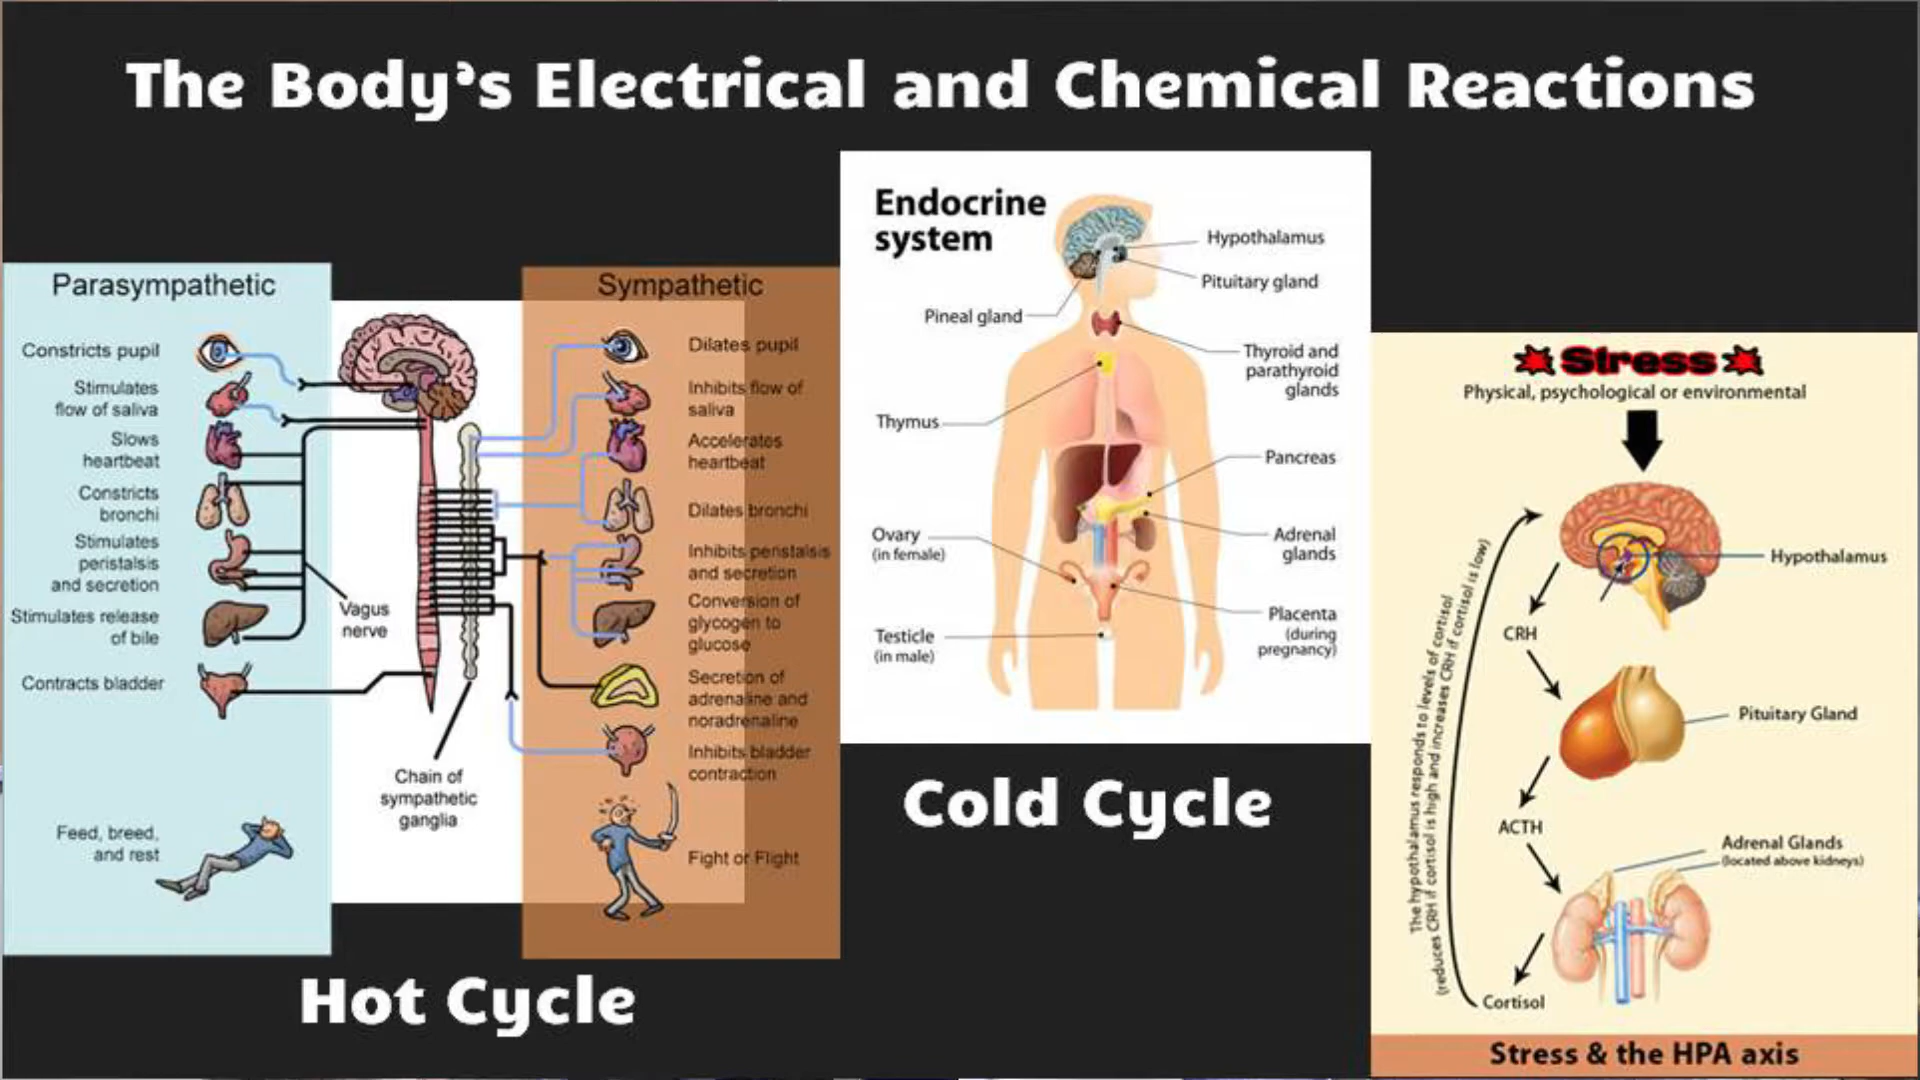 The Body's Electrical and Chemical Reactions
Parasympathetic
Constricts pupil
Stimulates
flow of saliva
Slows
heartbeat
Constricts
bronchi
Stimulates
peristalsis
and secretion
Stimulates release
of bile
Contracts bladder
Feed, breed,
and rest
Vagus
nerve
Chain of
sympathetic
ganglia
Sympathetic
Dilates pupil
Inhibits flow of
saliva
Accelerates
heartbeat
Dilates bronchi
Inhibits peristalsis
and secretion
Conversion of
glycogen to
glucose
Secretion of
adrenaline and
noradrenaline
Inhibits bladder
contraction
Fight or Flight
Hot Cycle
Endocrine
system
Hypothalamus
Pituitary gland
Pineal gland
Thyroid and
parathyroid
glands
Thymus
Pancreas
Ovary
(in female)
Adrenal
glands
Placenta
(during
pregnancy)
Testicle
(in male)
Cold Cycle
Stress
Physical, psychological or environmental
Hypothalamus
CRH
Pituitary Gland
ACTH
Adrenal Glands
(located above kidneys)
Cortisol
The hypothalamus responds to levels of cortisol
(reduces CRH if cortisol is high and increases CRH if cortisol is low)
Stress & the HPA axis